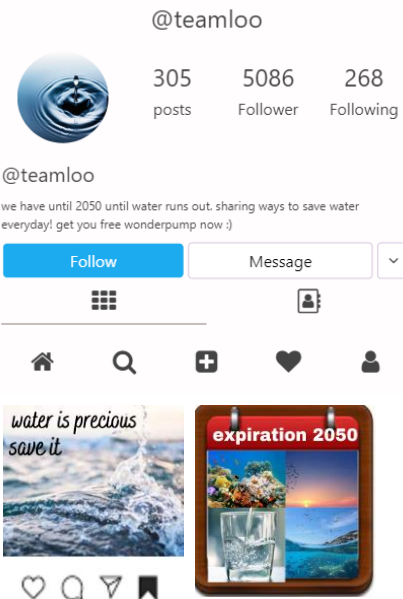 @teamloo
305 5086 268
posts Follower Following
@teamloo
we have until 2050 until water runs out. sharing ways to save water
everyday! get you free wonderpump now :)
Follow Message
water is precious
save it
expiration 2050